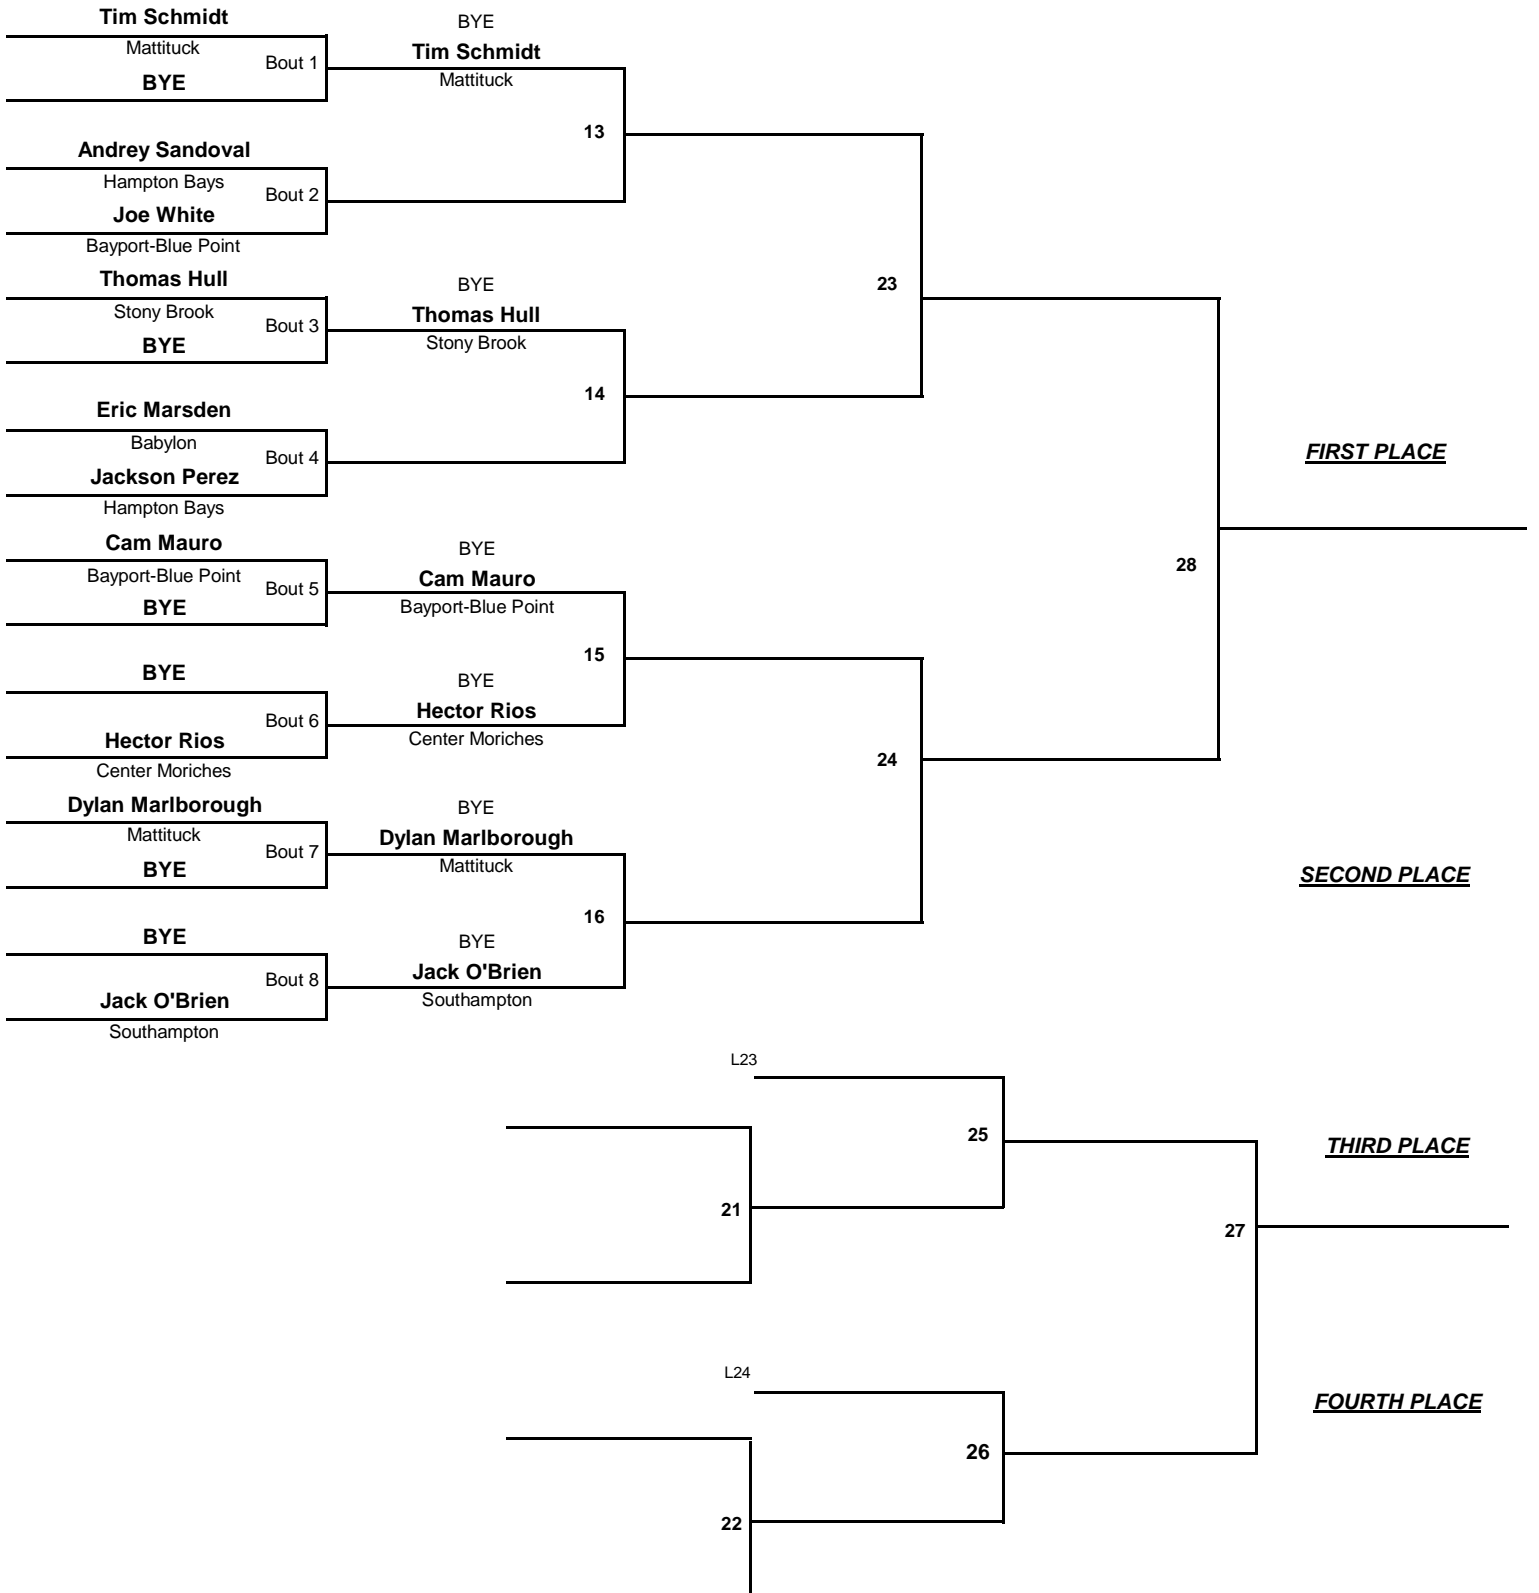 Tim Schmidt
Mattituck
BYE
Bout 1
BYE
Tim Schmidt
Mattituck
13
Andrey Sandoval
Hampton Bays
Joe White
Bayport-Blue Point
Bout 2
Thomas Hull
Stony Brook
BYE
Bout 3
BYE
Thomas Hull
Stony Brook
14
23
Eric Marsden
Babylon
Jackson Perez
Hampton Bays
Bout 4
FIRST PLACE
28
Cam Mauro
Bayport-Blue Point
BYE
Bout 5
BYE
Cam Mauro
Bayport-Blue Point
15
BYE
Hector Rios
Center Moriches
Bout 6
BYE
Hector Rios
Center Moriches
24
Dylan Marlborough
Mattituck
BYE
Bout 7
BYE
Dylan Marlborough
Mattituck
16
SECOND PLACE
BYE
Jack O'Brien
Southampton
Bout 8
BYE
Jack O'Brien
Southampton
L23
25
THIRD PLACE
21
27
L24
FOURTH PLACE
26
22